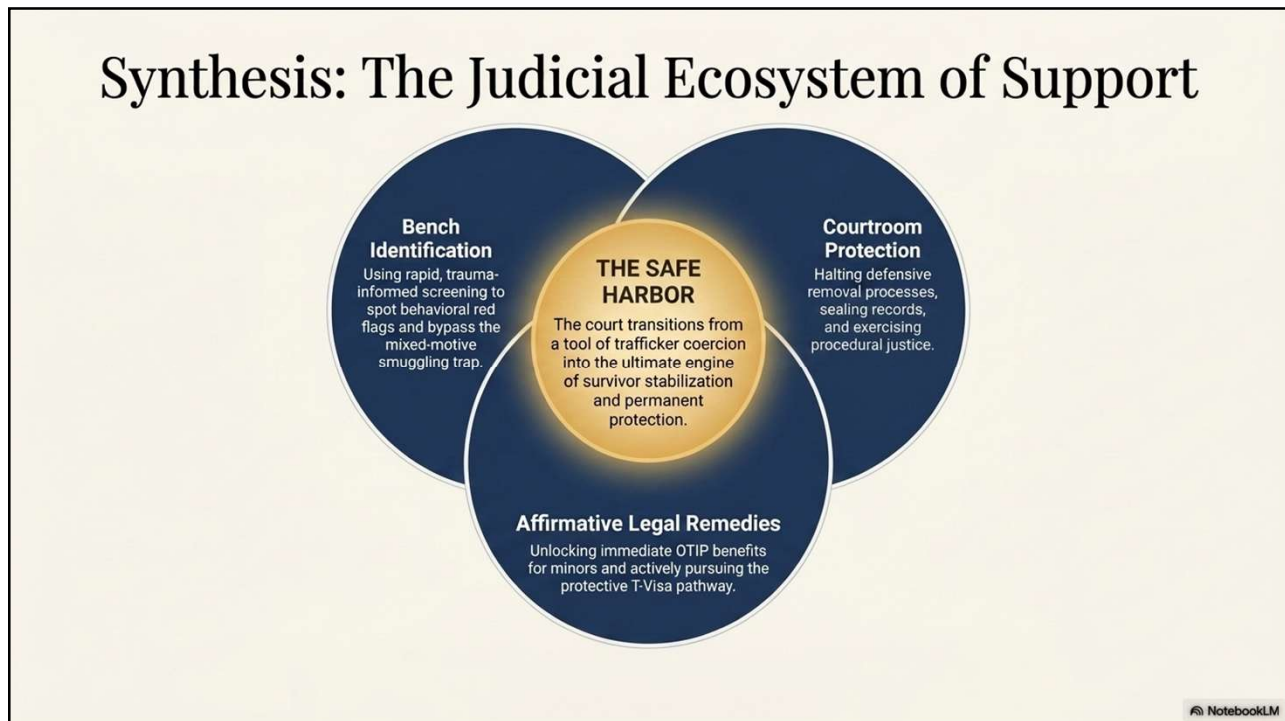 Synthesis: The Judicial Ecosystem of Support
Bench
Identification
Using rapid, trauma-
informed screening to
spot behavioral red
flags and bypass the
mixed-motive
smuggling trap.
THE SAFE
HARBOR
The court transitions from
a tool of trafficker coercion
into the ultimate engine
of survivor stabilization
and permanent
protection.
Courtroom
Protection
Halting defensive
removal processes,
sealing records,
and exercising
procedural justice.
Affirmative Legal Remedies
Unlocking immediate OTIP benefits
for minors and actively pursuing the
protective T-Visa pathway.
NotebookLM